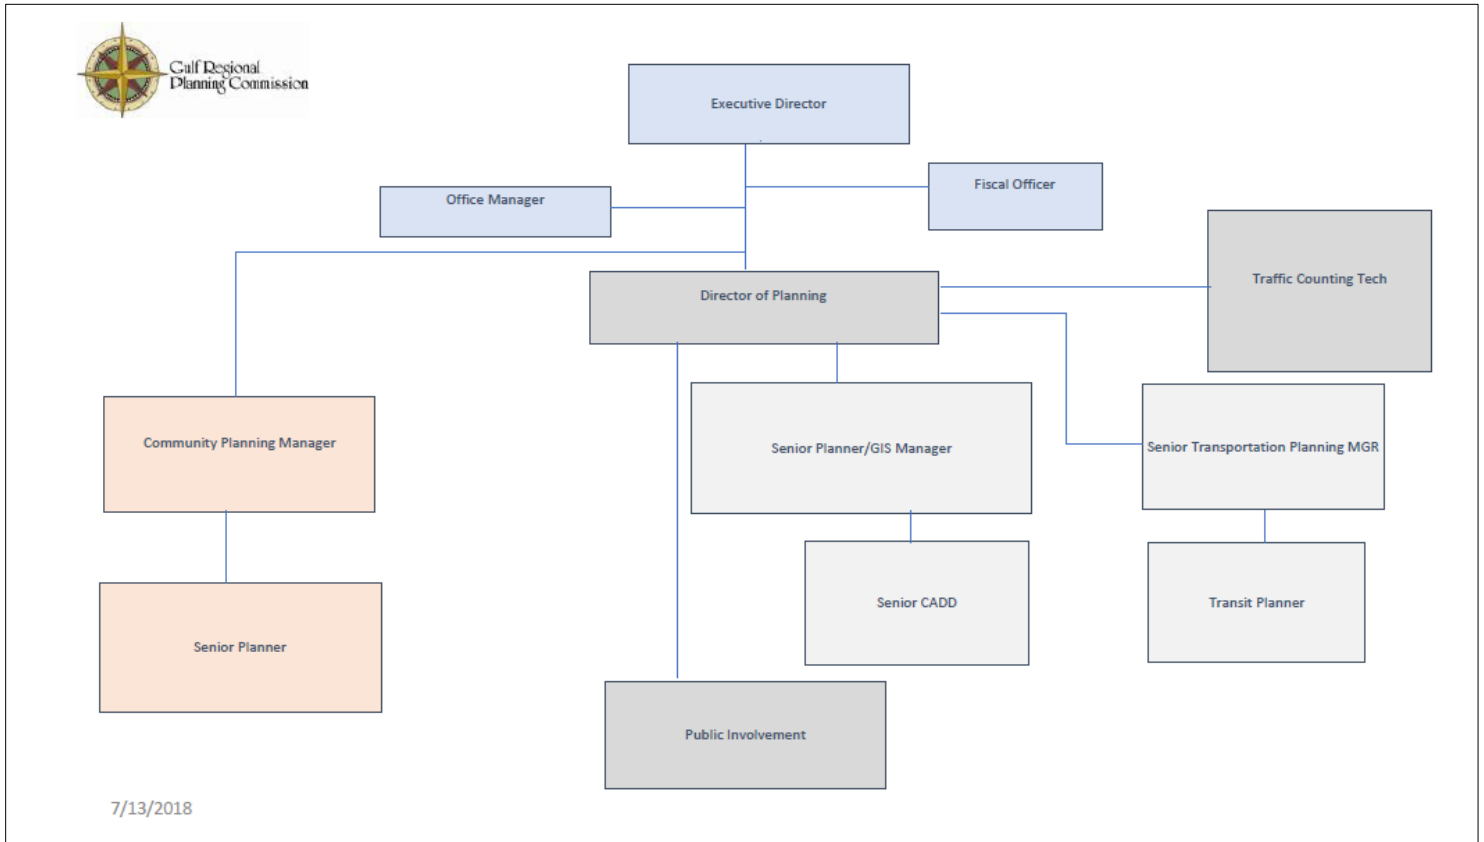 Gulf Regional
Planning Commission
Executive Director
Fiscal Officer
Office Manager
Traffic Counting Tech
Director of Planning
Community Planning Manager
Senior Planner/GIS Manager
Senior Transportation Planning MGR
Senior CADD
Transit Planner
Senior Planner
Public Involvement
7/13/2018